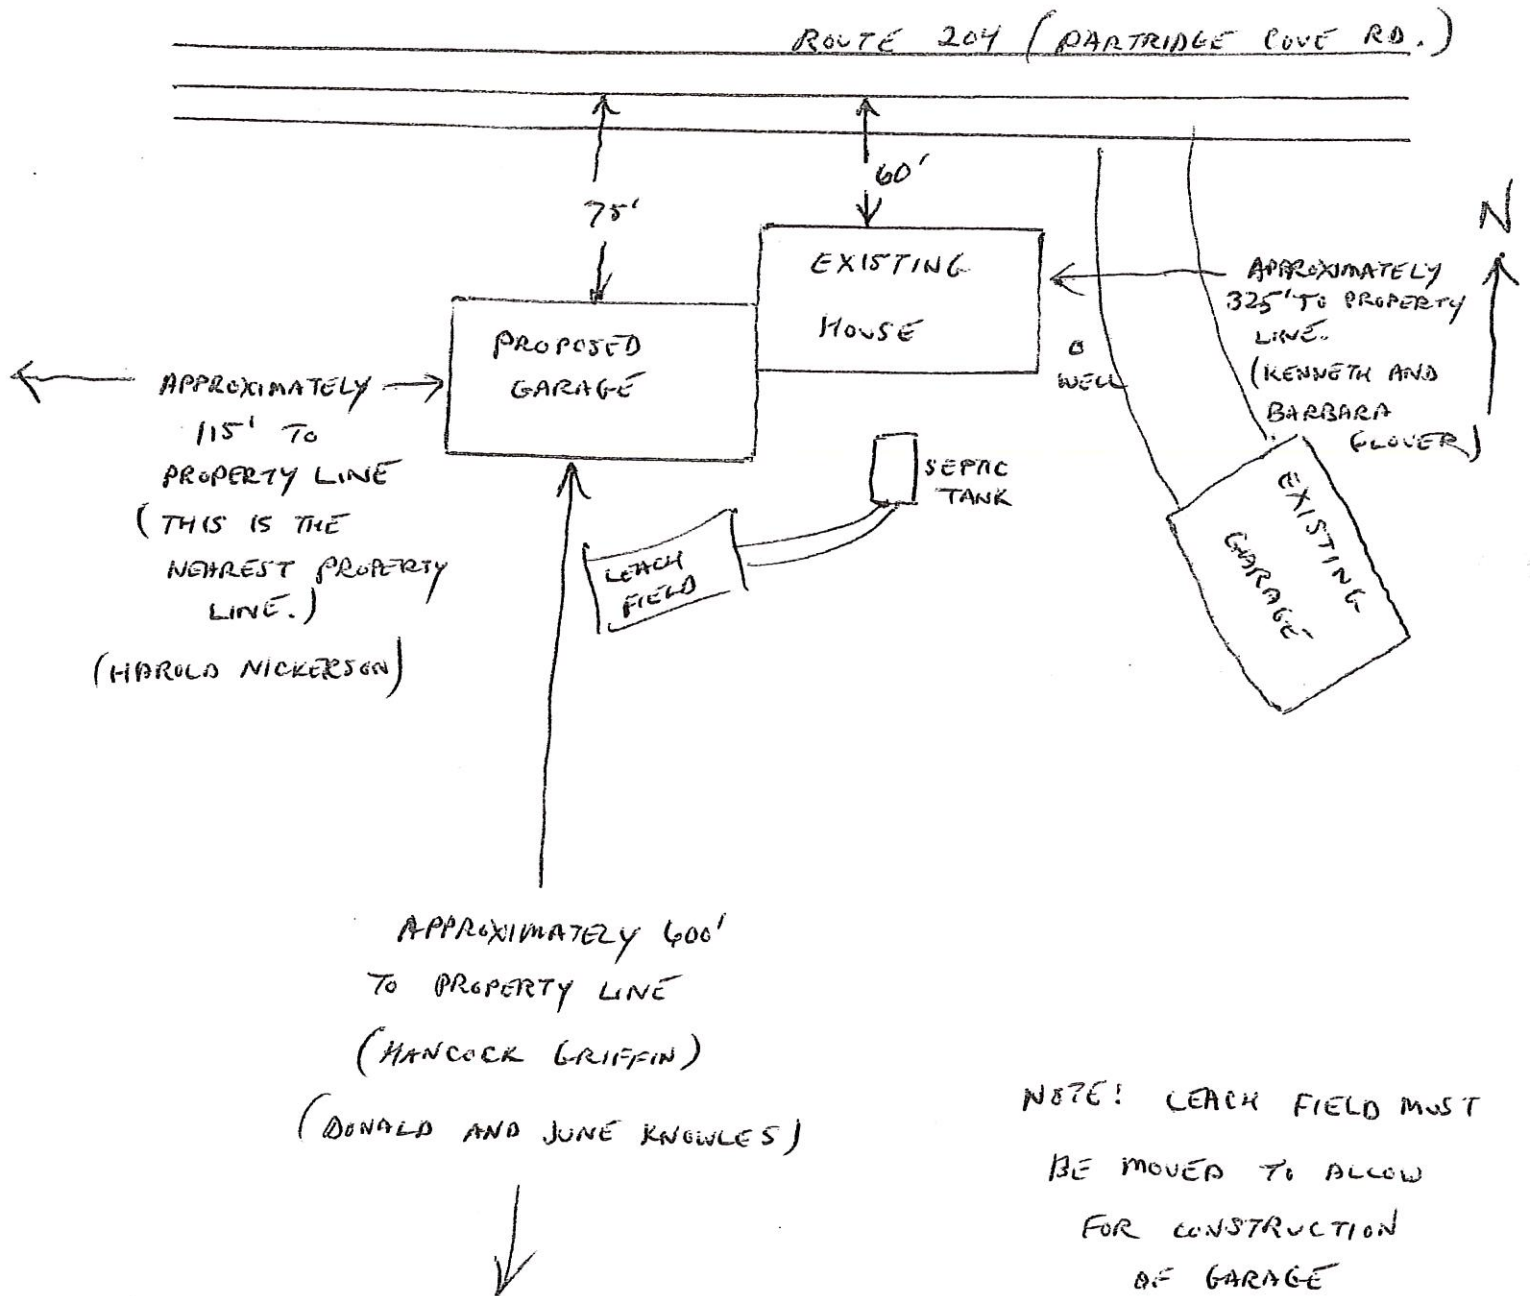 ROUTE 204 (PARTRIDGE COVE RD.)
60'
75'
N
EXISTING
HOUSE
APPROXIMATELY
325' TO PROPERTY
LINE.
(KENNETH AND
BARBARA
GLOVER)
PROPOSED
GARAGE
WELL
APPROXIMATELY
115' TO
PROPERTY LINE
(THIS IS THE
NEAREST PROPERTY
LINE.)
(HAROLD NICKERSON)
SEPTIC
TANK
LEACH
FIELD
EXISTING
GARAGE
APPROXIMATELY 600'
TO PROPERTY LINE
(HANCOCK GRIFFIN)
(DONALD AND JUNE KNOWLES)
NOTE! LEACH FIELD MUST
BE MOVED TO ALLOW
FOR CONSTRUCTION
OF GARAGE